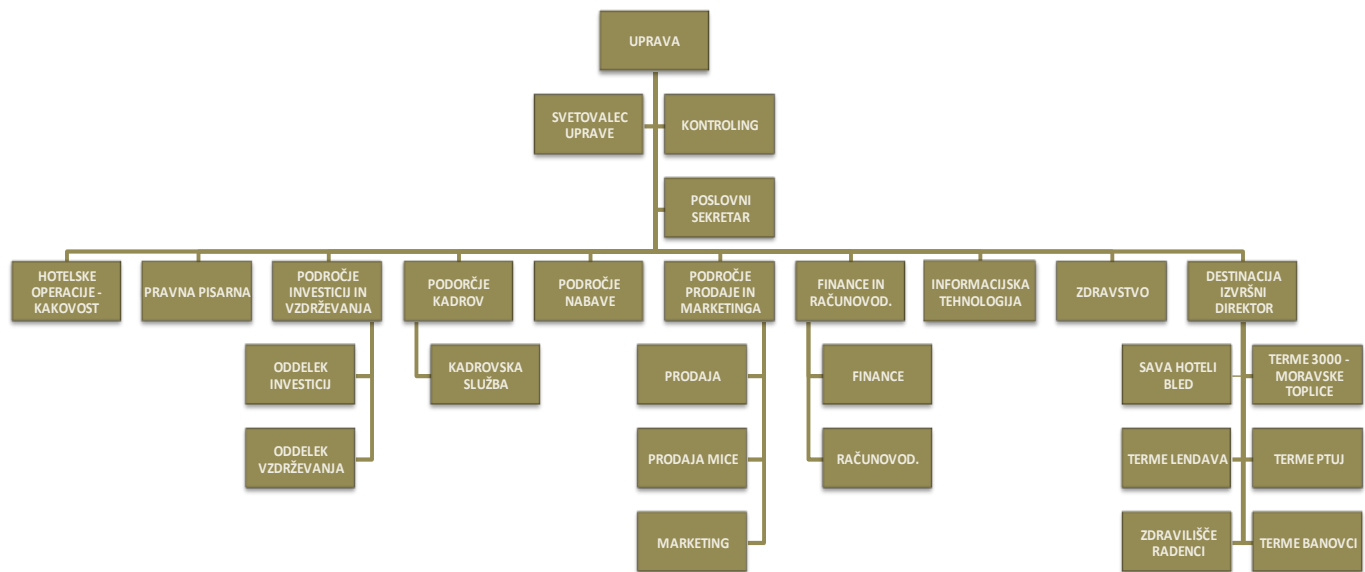 UPRAVA
SVETOVALEC
UPRAVE
KONTROLING
POSLOVNI
SEKRETAR
HOTELSKE
OPERACIJE -
KAKOVOST
PRAVNA PISARNA
PODROČJE
INVESTICIJ IN
VZDRŽEVANJA
PODORČJE
KADROV
PODROČJE
NABAVE
PODROČJE
PRODAJE IN
MARKETINGA
FINANCE IN
RAČUNOVOD.
INFORMACIJSKA
TEHNOLOGIJA
ZDRAVSTVO
DESTINACIJA
IZVRŠNI
DIREKTOR
ODDELEK
INVESTICIJ
KADROVSKA
SLUŽBA
PRODAJA
FINANCE
SAVA HOTELI
BLED
TERME 3000 -
MORAVSKE
TOPLICE
ODDELEK
VZDRŽEVANJA
PRODAJA MICE
RAČUNOVOD.
TERME LENDAVA
TERME PTUJ
MARKETING
ZDRAVILIŠČE
RADENCI
TERME BANOVCI